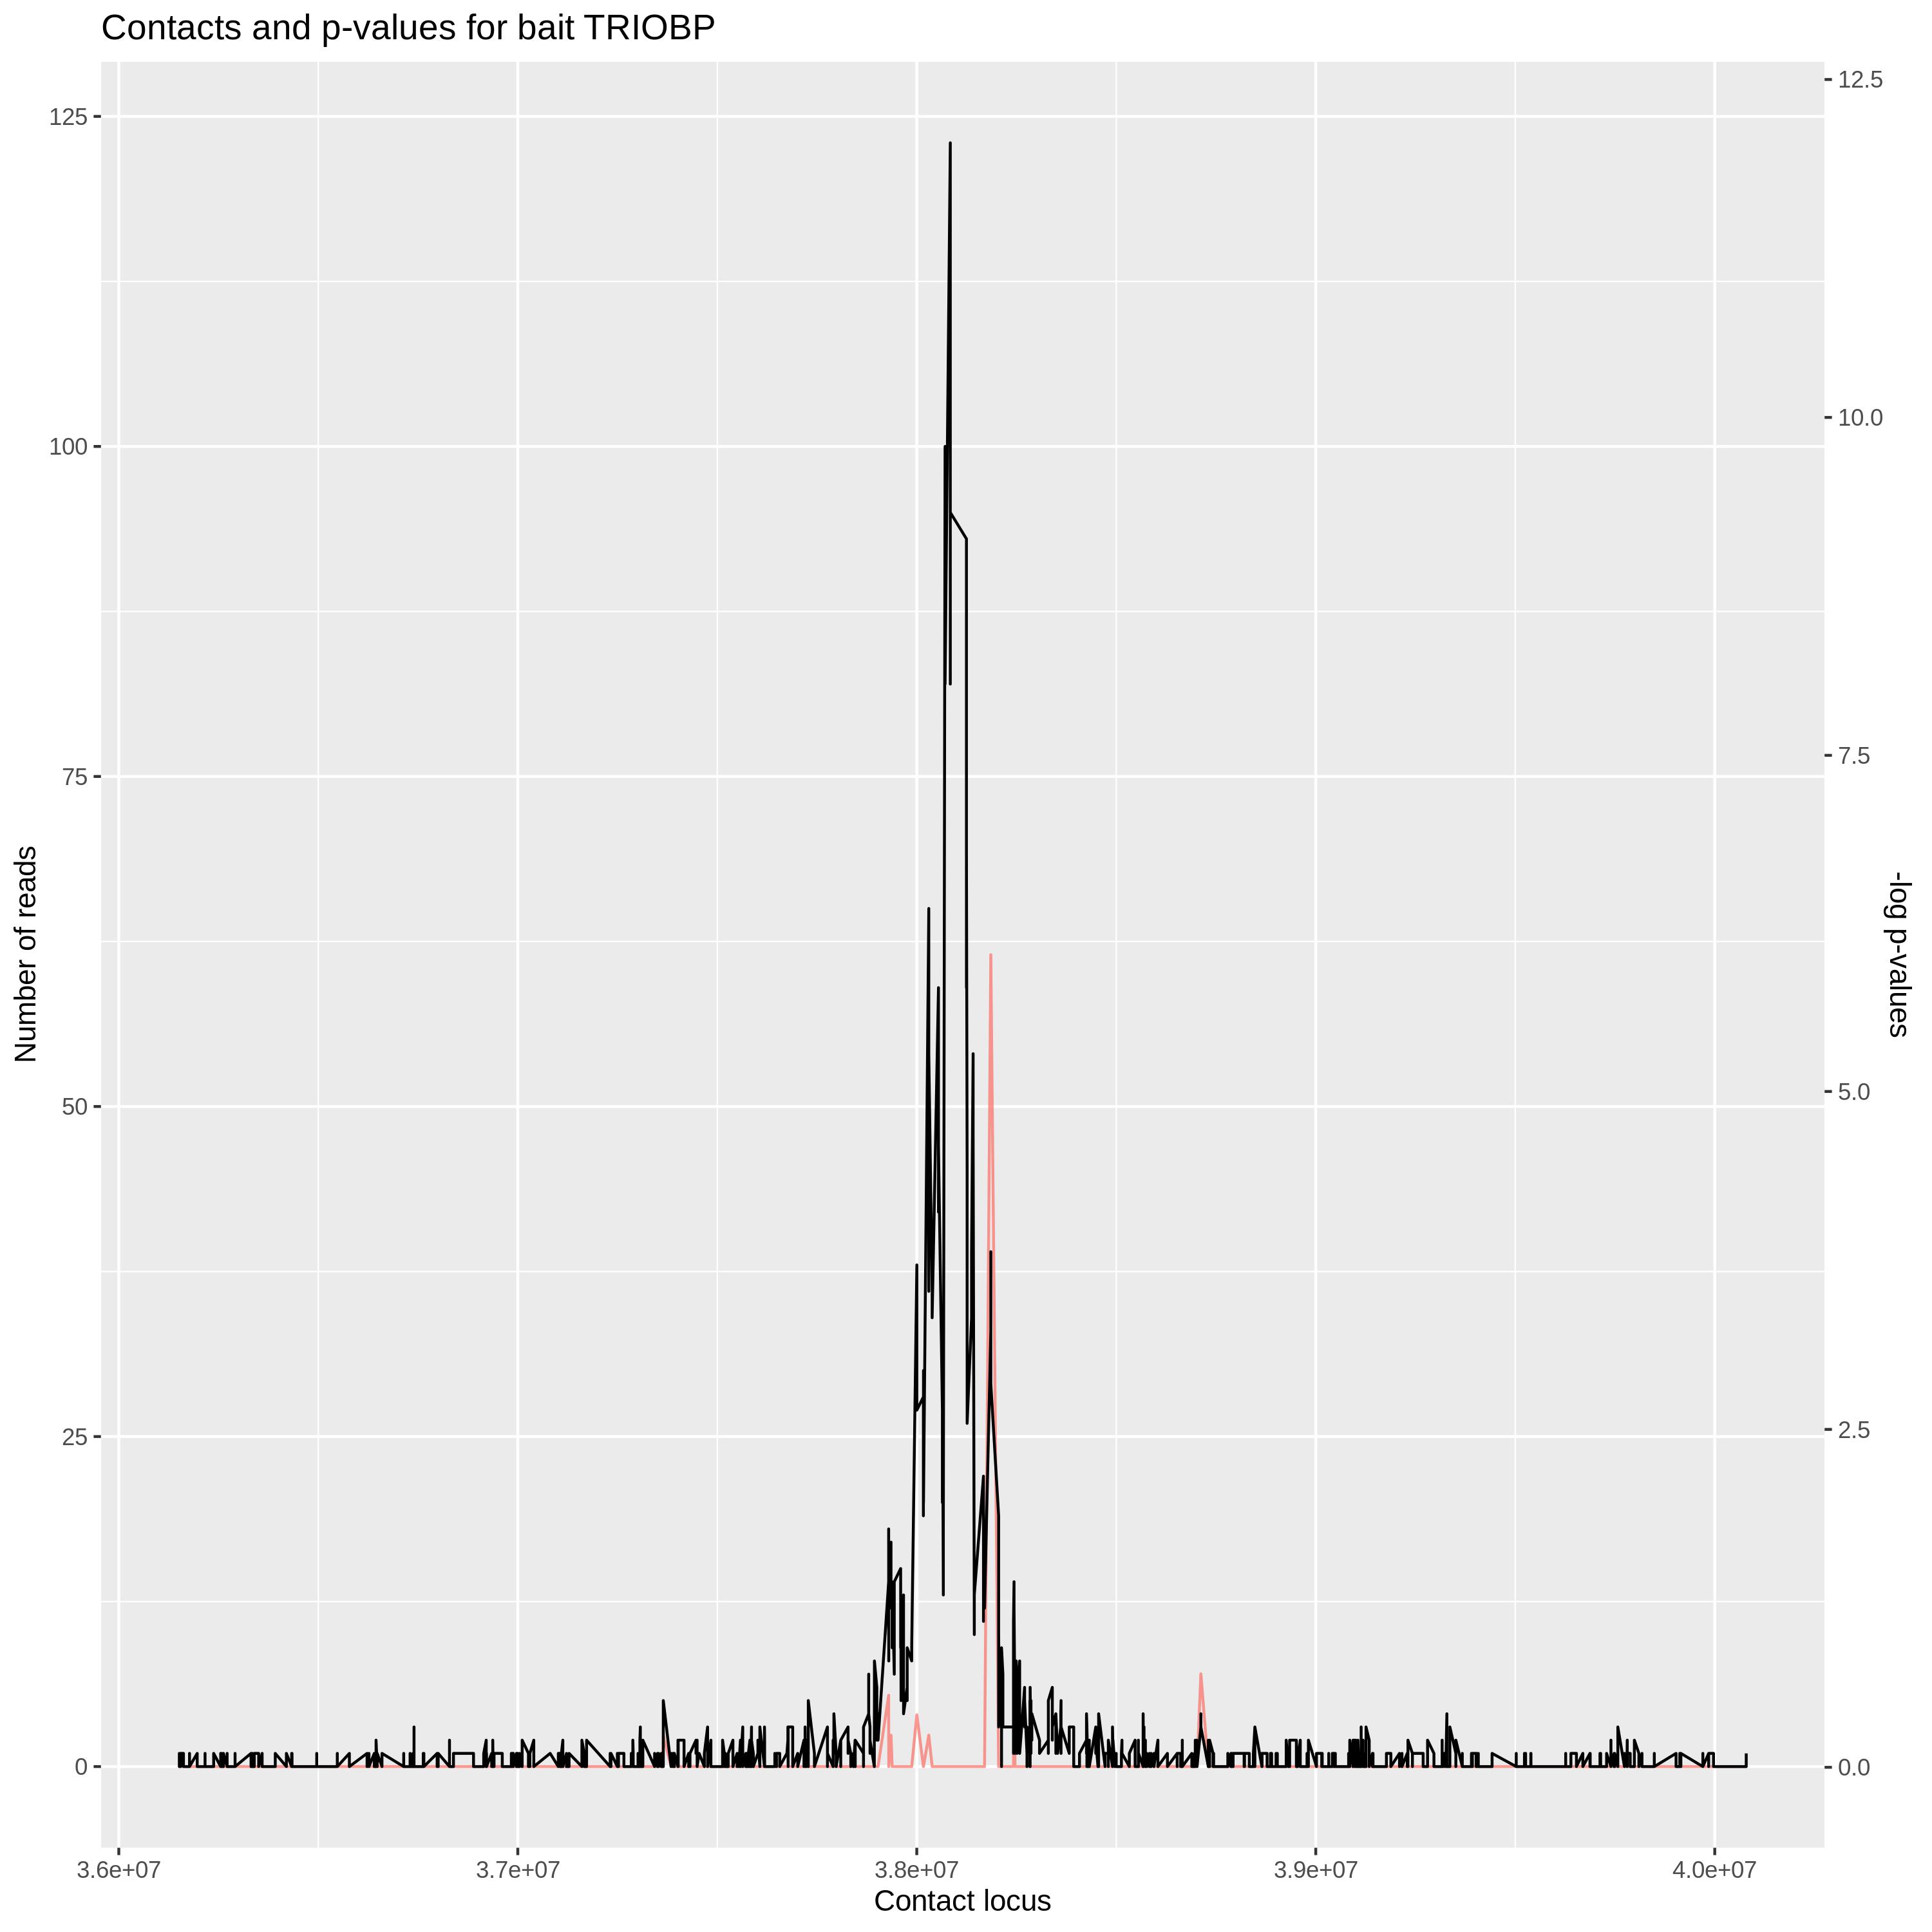 Contacts and p-values for bait TRIOBP
125
100
75
50
25
0
Number of reads
12.5
10.0
7.5
5.0
2.5
0.0
-log p-values
3.6e+07
3.7e+07
3.8e+07
3.9e+07
4.0e+07
Contact locus